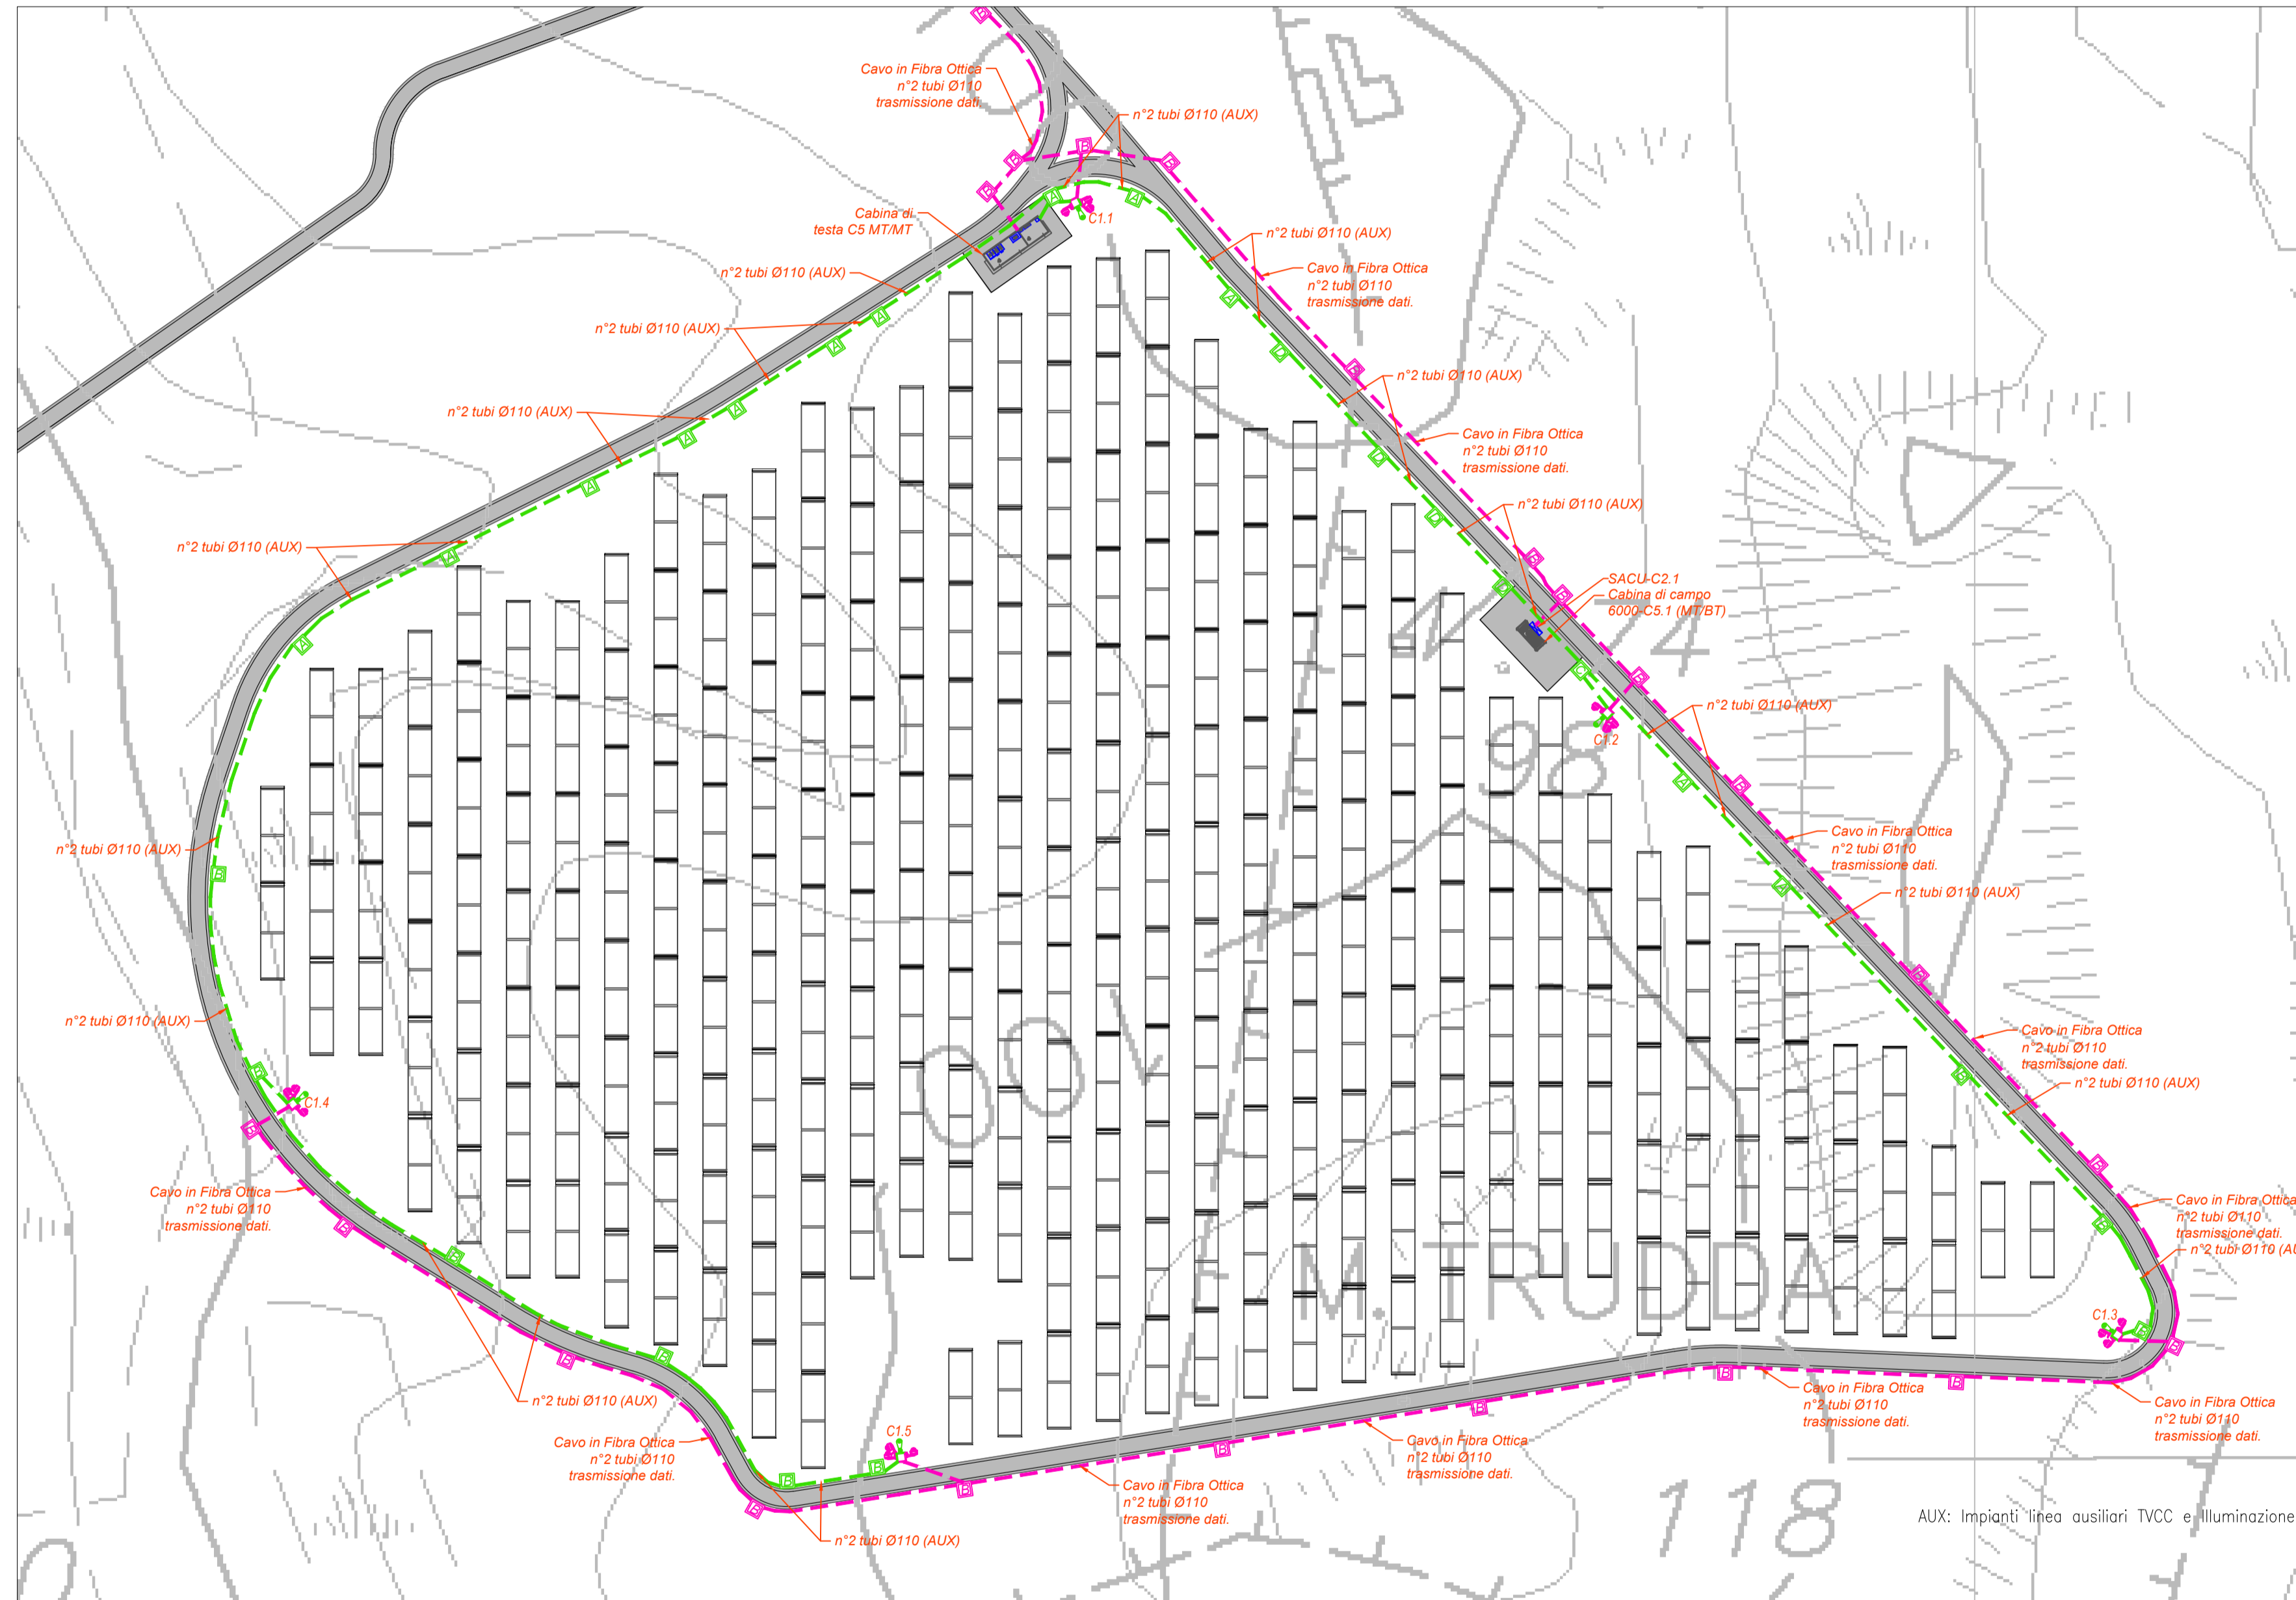 Cavo in Fibra Ottica
n°2 tubi Ø110
trasmissione dati.
n°2 tubi Ø110 (AUX)
Cabina di
testa C5 MT/MT
C1.1
n°2 tubi Ø110 (AUX)
n°2 tubi Ø110 (AUX)
Cavo in Fibra Ottica
n°2 tubi Ø110
trasmissione dati.
n°2 tubi Ø110 (AUX)
n°2 tubi Ø110 (AUX)
n°2 tubi Ø110 (AUX)
Cavo in Fibra Ottica
n°2 tubi Ø110
trasmissione dati.
n°2 tubi Ø110 (AUX)
n°2 tubi Ø110 (AUX)
SACU-C2.1
Cabina di campo
6000-C5.1 (MT/BT)
C1.2
n°2 tubi Ø110 (AUX)
98
n°2 tubi Ø110 (AUX)
Cavo in Fibra Ottica
n°2 tubi Ø110
trasmissione dati.
n°2 tubi Ø110 (AUX)
n°2 tubi Ø110 (AUX)
Cavo in Fibra Ottica
n°2 tubi Ø110
trasmissione dati.
n°2 tubi Ø110 (AUX)
C1.4
Cavo in Fibra Ottica
n°2 tubi Ø110
trasmissione dati.
Cavo in Fibra Ottica
n°2 tubi Ø110
trasmissione dati.
n°2 tubi Ø110 (AU
M. TRUDDA
C1.3
n°2 tubi Ø110 (AUX)
Cavo in Fibra Ottica
n°2 tubi Ø110
trasmissione dati.
Cavo in Fibra Ottica
n°2 tubi Ø110
trasmissione dati.
C1.5
Cavo in Fibra Ottica
n°2 tubi Ø110
trasmissione dati.
Cavo in Fibra Ottica
n°2 tubi Ø110
trasmissione dati.
Cavo in Fibra Ottica
n°2 tubi Ø110
trasmissione dati.
n°2 tubi Ø110 (AUX)
118
AUX: Impianti linea ausiliari TVCC e Illuminazione